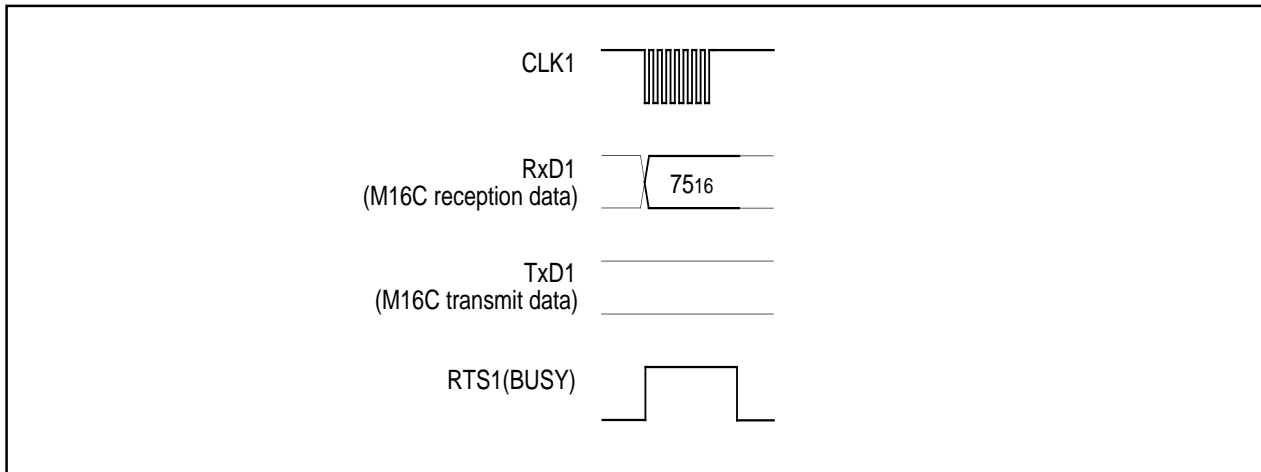 CLK1
RxD1
(M16C reception data)
7516
TxD1
(M16C transmit data)
RTS1(BUSY)